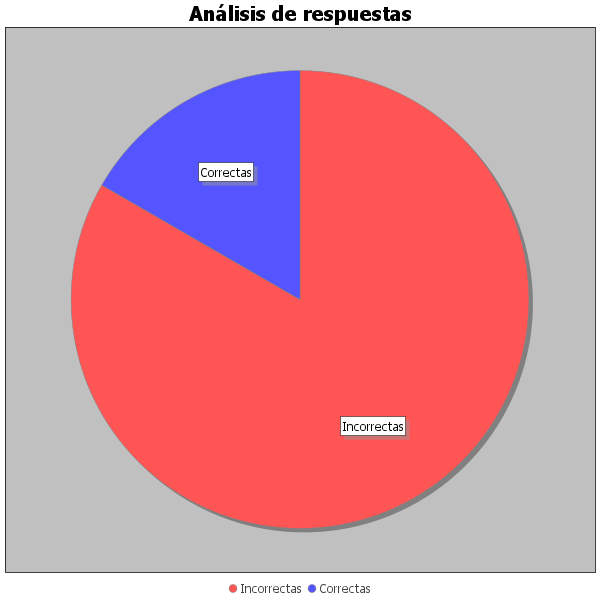 Análisis de respuestas
Correctas
Incorrectas
Incorrectas Correctas